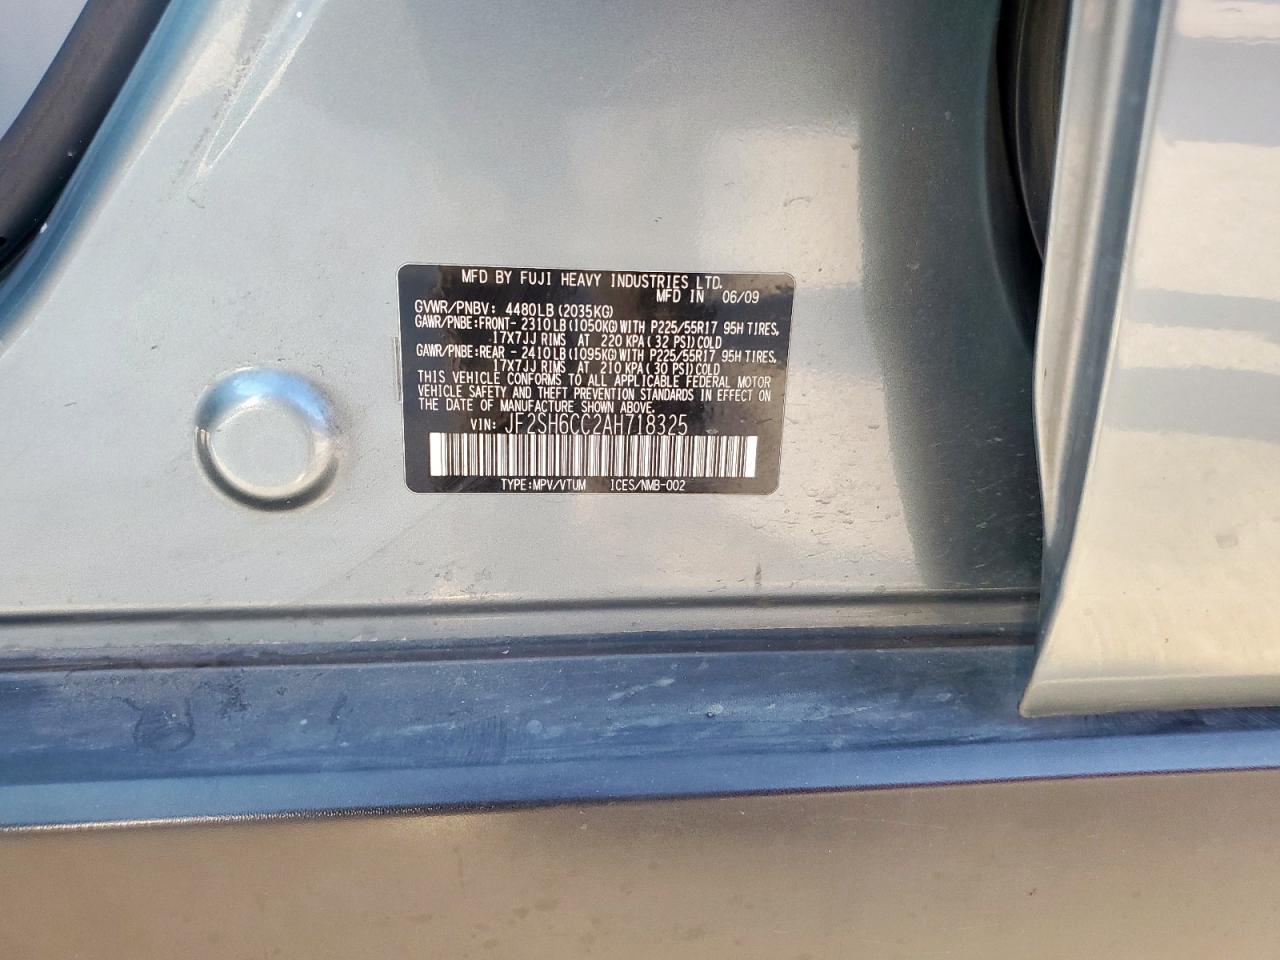 MFD BY FUJI HEAVY INDUSTRIES LTD.
MFD IN 06/09
GVWR/PNBV: 4480LB(2035KG)
GAWR/PNBE:FRONT- 2310LB(1050KG)WITH P225/55R17 95H TIRES,
17X7JJ RIMS AT 220 KPA(32 PSI)COLD
GAWR/PNBE:REAR - 2410LB(1095KG)WITH P225/55R17 95H TIRES,
17X7JJ RIMS AT 210 KPA(30 PSI)COLD
THIS VEHICLE CONFORMS TO ALL APPLICABLE FEDERAL MOTOR
VEHICLE SAFETY AND THEFT PREVENTION STANDARDS IN EFFECT ON
THE DATE OF MANUFACTURE SHOWN ABOVE.
VIN: JF2SH6CC2AH718325
TYPE:MPV/VTUM ICES/NMB-002